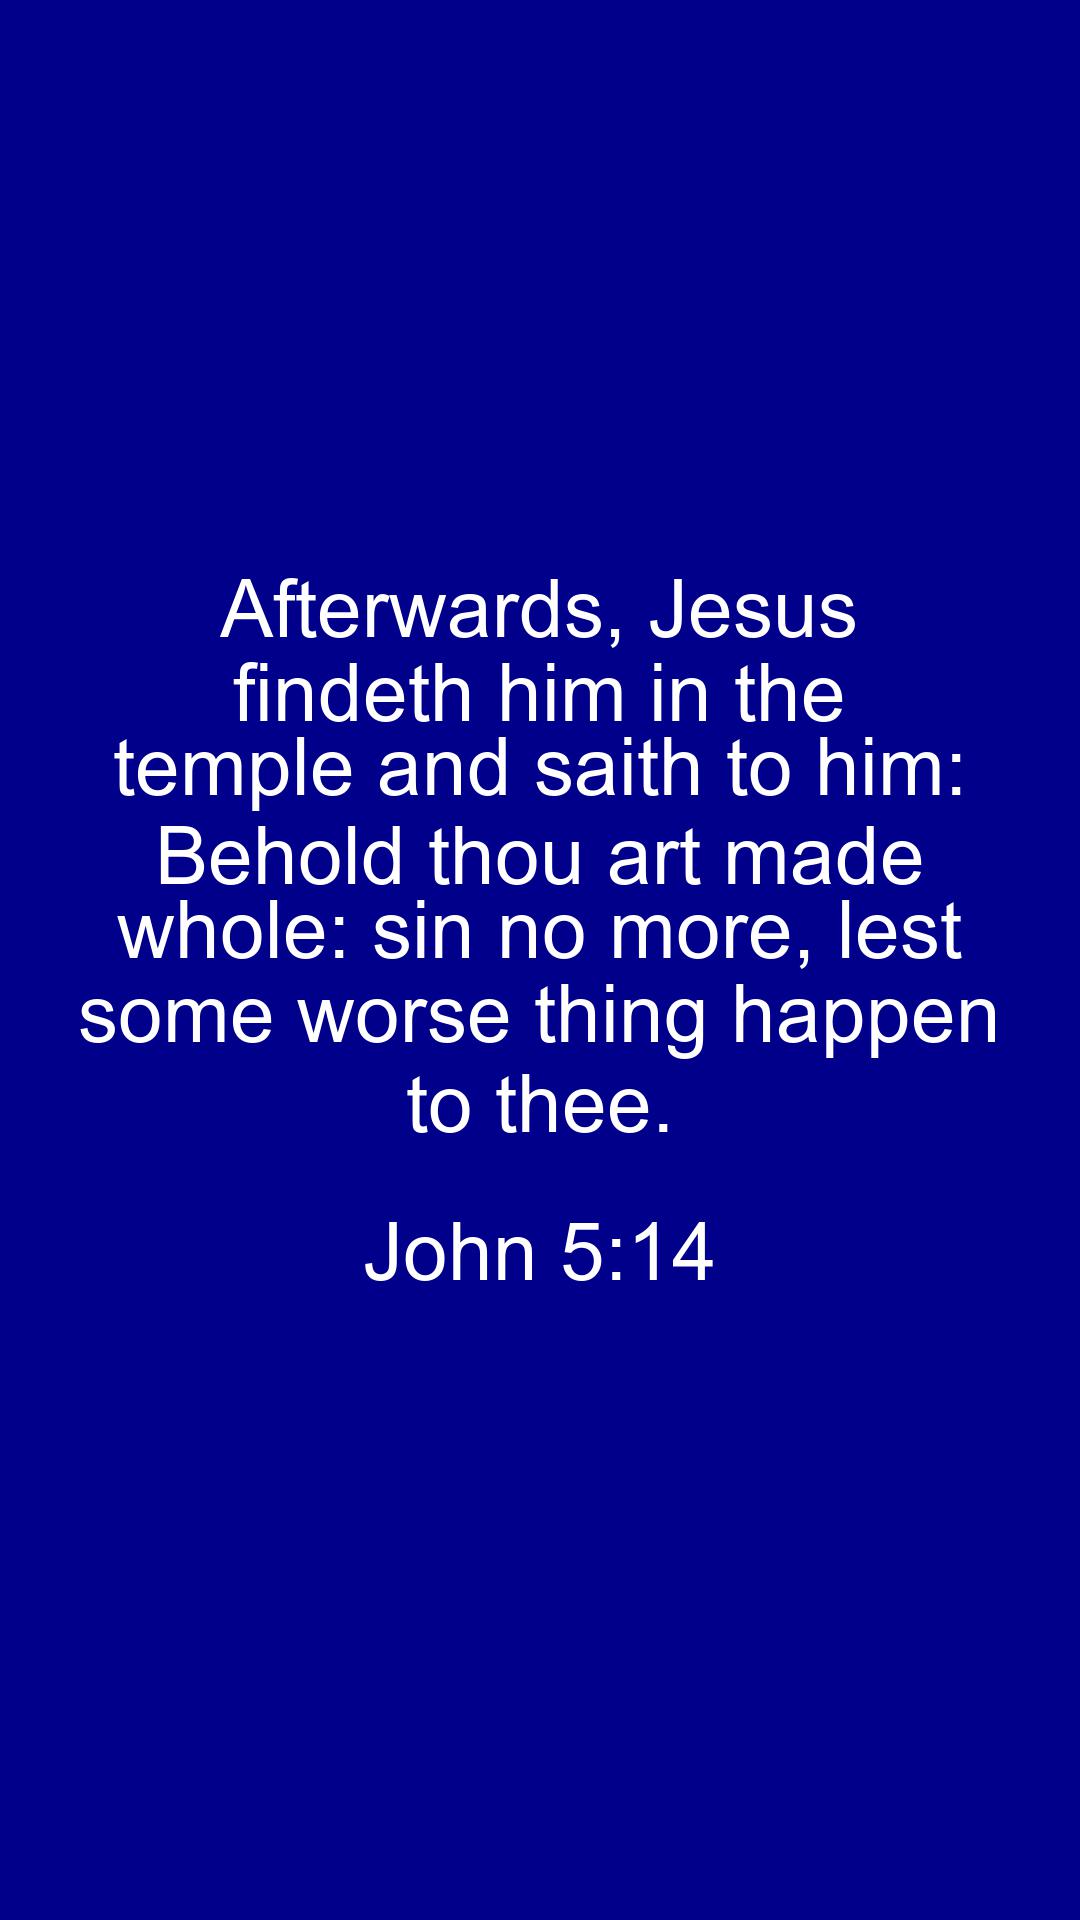 Afterwards, Jesus
findeth him in the
temple and saith to him:
Behold thou art made
whole: sin no more, lest
some worse thing happen
to thee.
John 5:14